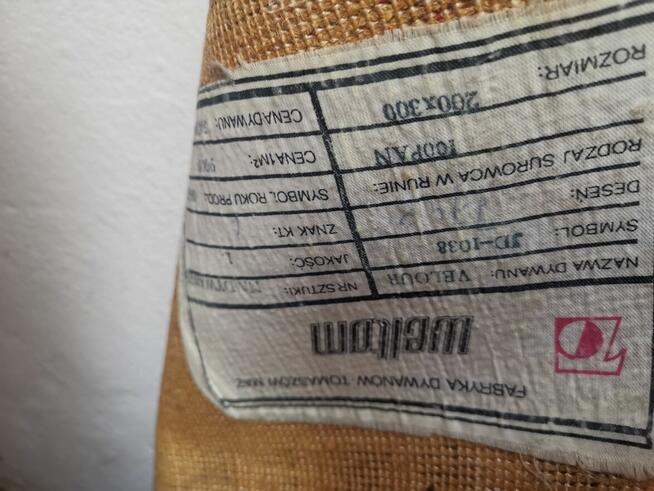 FABRYKA DYWANÓW TOMASZÓW MAZ
weltom
NAZWA DYWANU: VELOUR
SYMBOL: JD-1038
DESEŃ:
RODZAJ SUROWCA W RUNIE:
100PAN
ROZMIAR:
200x300
NR SZTUKI:
JAKOŚĆ: 1
ZNAK KT:
SYMBOL ROKU PROD.:
CENA 1M²:
CENA DYWANU: